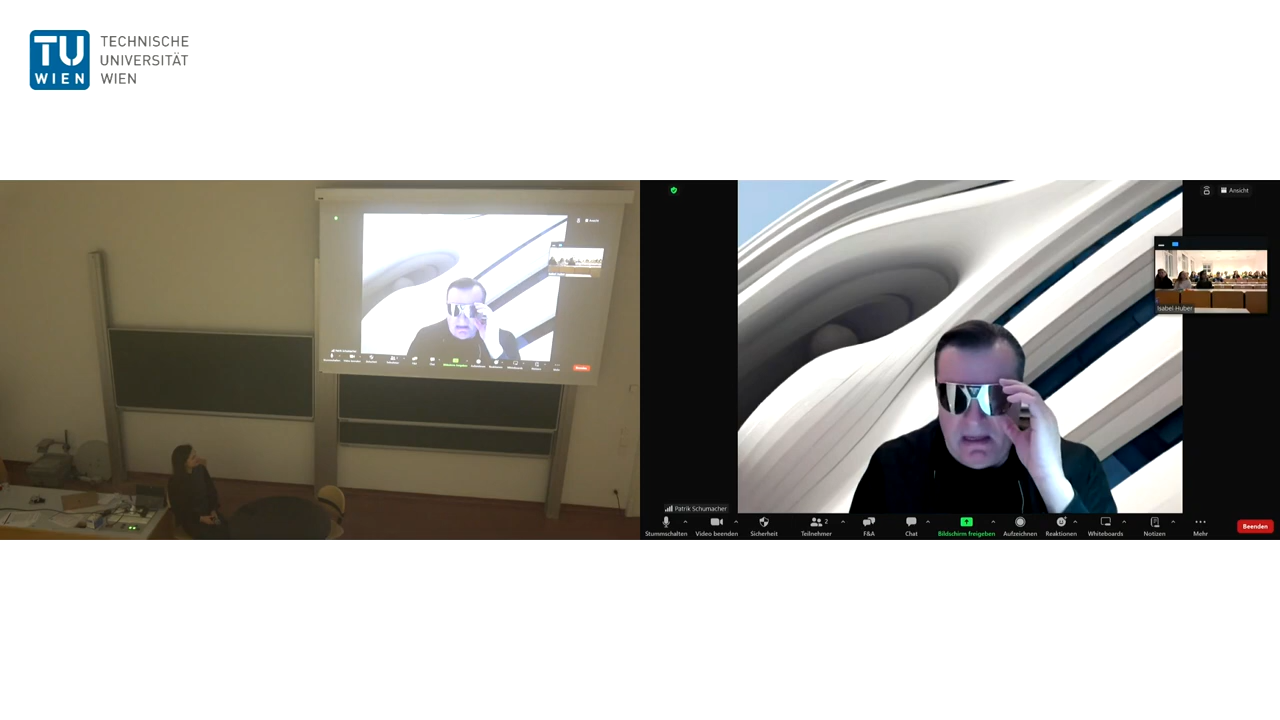 TU
WIEN
TECHNISCHE
UNIVERSITÄT
WIEN
Ansicht
Isabel Huber
Patrik Schumacher
Stummschalten
Video beenden
Sicherheit
Teilnehmer
2
F&A
Chat
Bildschirm freigeben
Aufzeichnen
Reaktionen
Whiteboards
Notizen
Mehr
Beenden